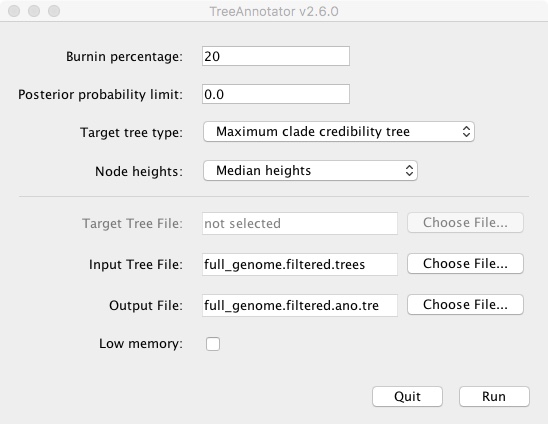 TreeAnnotator v2.6.0
Burnin percentage: 20
Posterior probability limit: 0.0
Target tree type: Maximum clade credibility tree
Node heights: Median heights
Target Tree File: not selected Choose File...
Input Tree File: full_genome.filtered.trees Choose File...
Output File: full_genome.filtered.ano.tre Choose File...
Low memory:
Quit Run